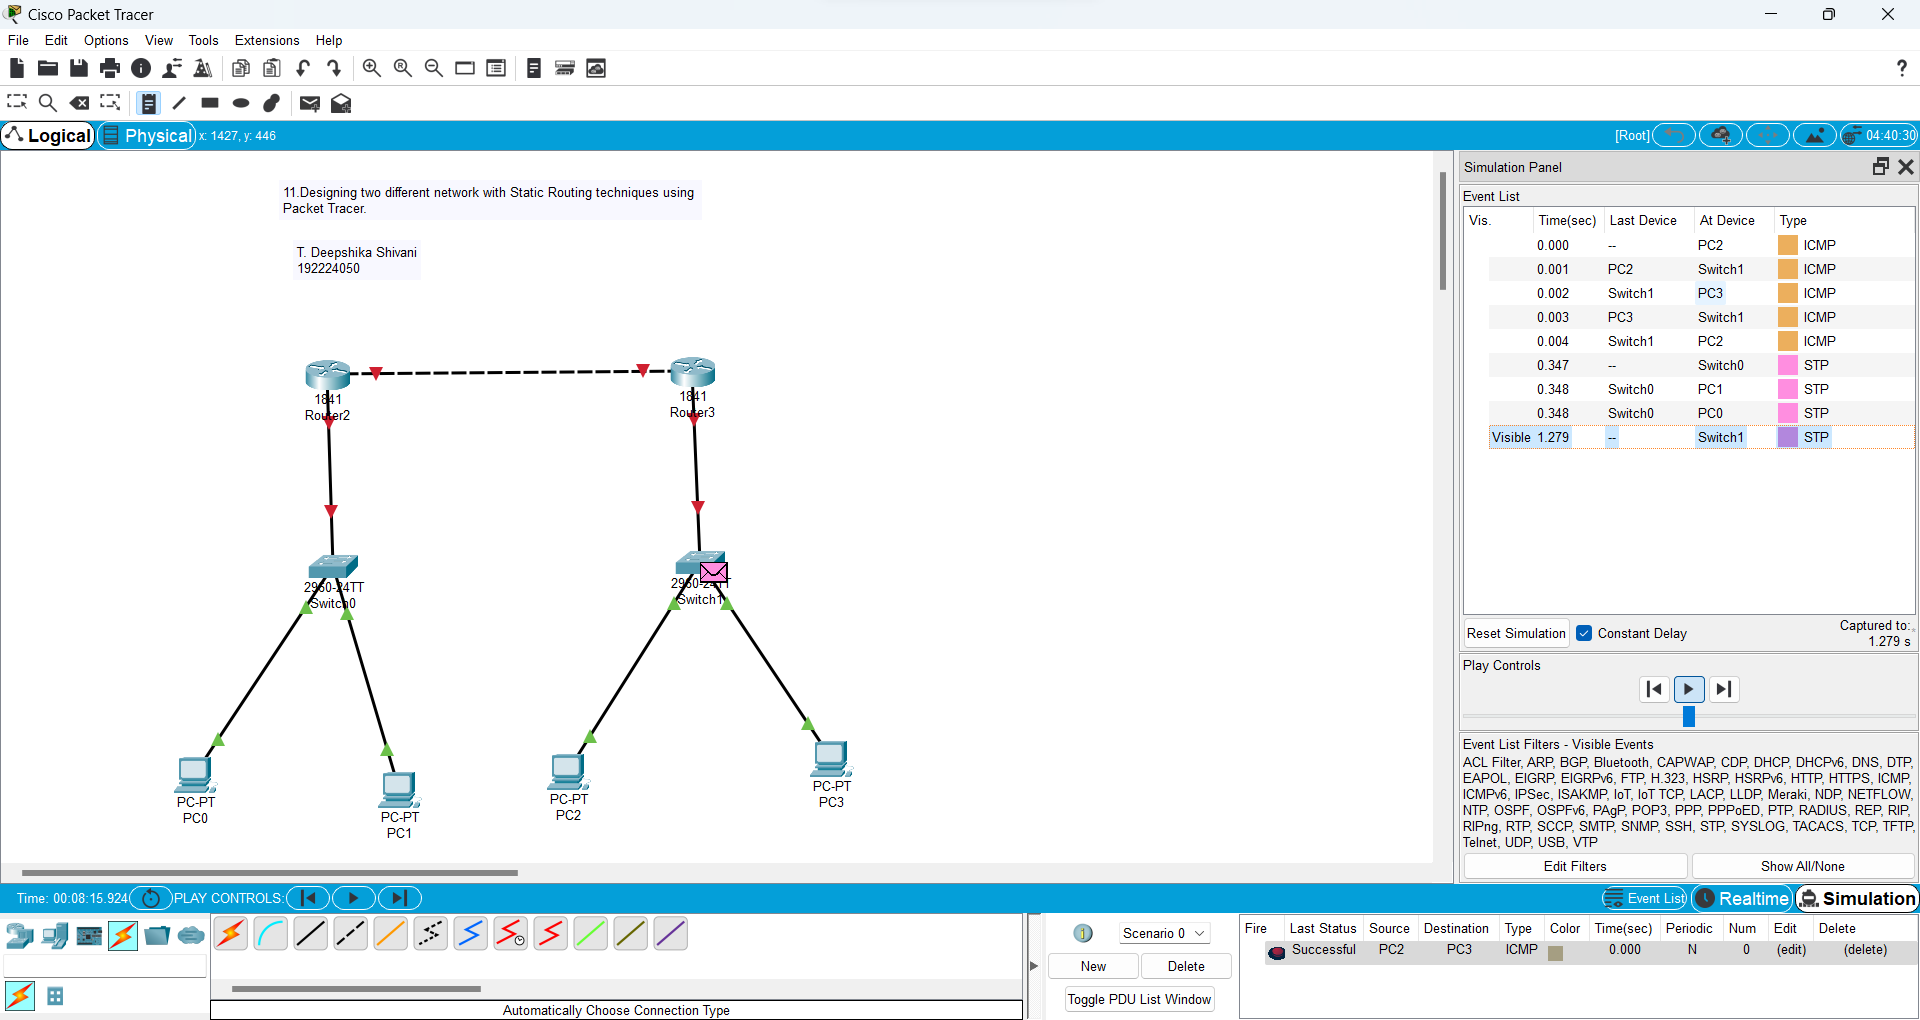 Cisco Packet Tracer
File Edit Options View Tools Extensions Help
Logical Physical x: 1427, y: 446 [Root] 04:40:30
11.Designing two different network with Static Routing techniques using
Packet Tracer.
T. Deepshika Shivani
192224050
1841
Router2
1841
Router3
2960-24TT
Switch0
2960-24TT
Switch1
PC-PT
PC0
PC-PT
PC1
PC-PT
PC2
PC-PT
PC3
Simulation Panel
Event List
Vis. Time(sec) Last Device At Device Type
0.000 -- PC2 ICMP
0.001 PC2 Switch1 ICMP
0.002 Switch1 PC3 ICMP
0.003 PC3 Switch1 ICMP
0.004 Switch1 PC2 ICMP
0.347 -- Switch0 STP
0.348 Switch0 PC1 STP
0.348 Switch0 PC0 STP
Visible 1.279 -- Switch1 STP
Reset Simulation Constant Delay Captured to:
1.279 s
Play Controls
Event List Filters - Visible Events
ACL Filter, ARP, BGP, Bluetooth, CAPWAP, CDP, DHCP, DHCPv6, DNS, DTP,
EAPOL, EIGRP, EIGRPv6, FTP, H.323, HSRP, HSRPv6, HTTP, HTTPS, ICMP,
ICMPv6, IPSec, ISAKMP, IoT, IoT TCP, LACP, LLDP, Meraki, NDP, NETFLOW,
NTP, OSPF, OSPFv6, PAgP, POP3, PPP, PPPoED, PTP, RADIUS, REP, RIP,
RIPng, RTP, SCCP, SMTP, SNMP, SSH, STP, SYSLOG, TACACS, TCP, TFTP,
Telnet, UDP, USB, VTP
Edit Filters Show All/None
Time: 00:08:15.924 PLAY CONTROLS: Event List Realtime Simulation
Scenario 0
New Delete
Toggle PDU List Window
Fire Last Status Source Destination Type Color Time(sec) Periodic Num Edit Delete
Successful PC2 PC3 ICMP 0.000 N 0 (edit) (delete)
Automatically Choose Connection Type